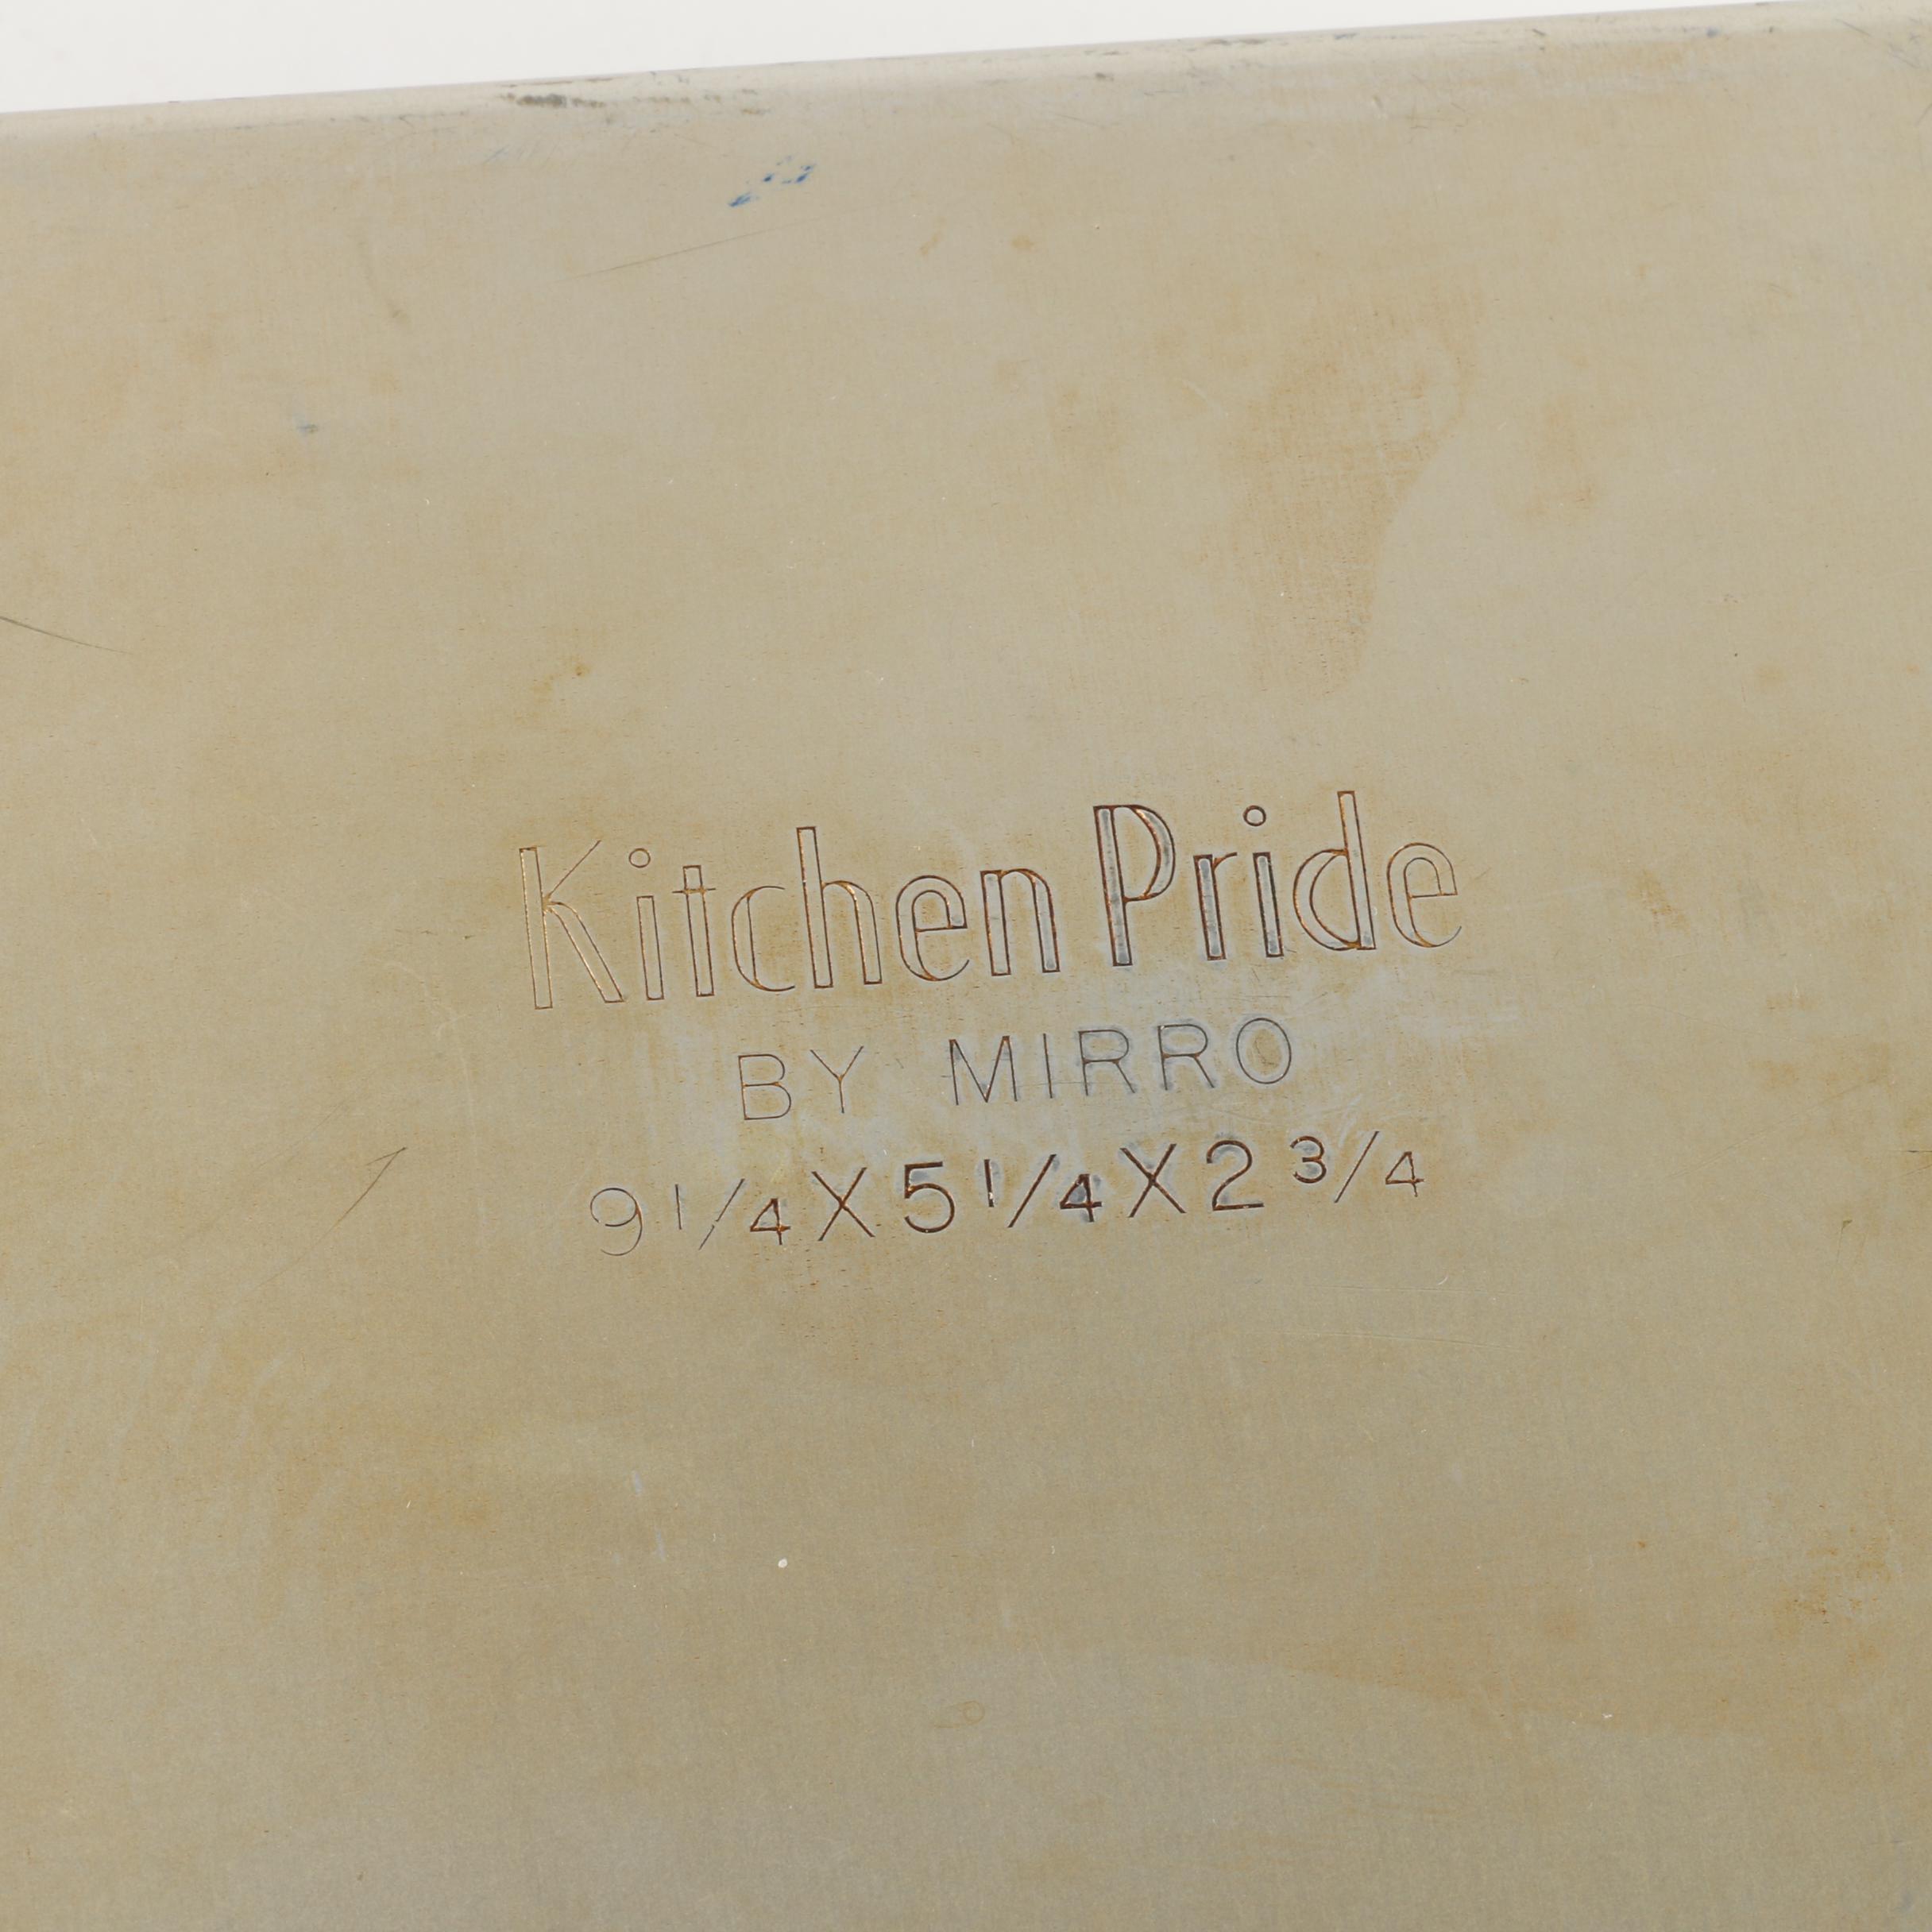 Kitchen Pride
BY MIRRO
9 1/4 X 5 1/4 X 2 3/4